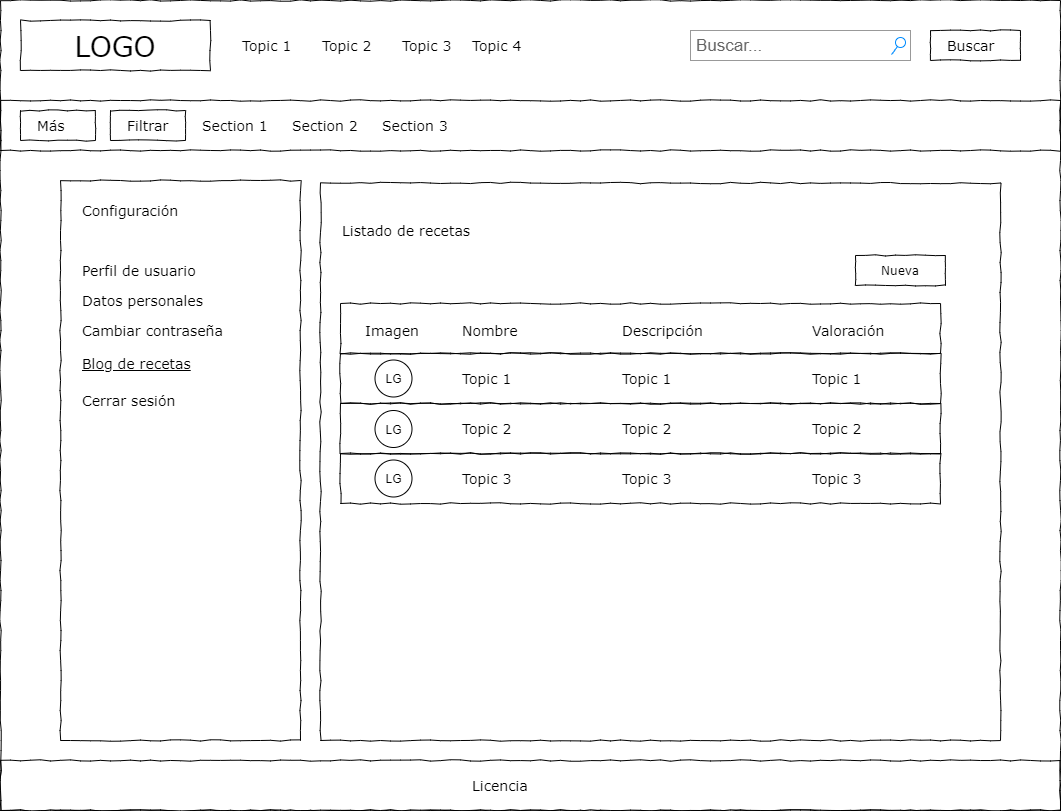 LOGO Topic 1 Topic 2 Topic 3 Topic 4 Buscar... Buscar
Más Filtrar Section 1 Section 2 Section 3
Configuración
Perfil de usuario
Datos personales
Cambiar contraseña
Blog de recetas
Cerrar sesión
Listado de recetas
Nueva
Imagen Nombre Descripción Valoración
LG Topic 1 Topic 1 Topic 1
LG Topic 2 Topic 2 Topic 2
LG Topic 3 Topic 3 Topic 3
Licencia